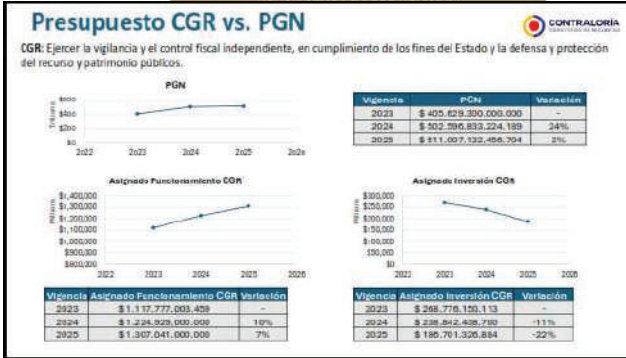 Presupuesto CGR vs. PGN
CONTRALORÍA
CGR: Ejercer la vigilancia y el control fiscal independiente, en cumplimiento de los fines del Estado y la defensa y protección
del recurso y patrimonio públicos.
PGN
Trillions
$600
$400
$200
$0
2022 2023 2024 2025 2026
Vigencia PGN Variación
2023 $ 405.629.300.000.000 -
2024 $ 502.596.833.224.189 24%
2025 $ 511.007.132.456.704 2%
Asignado Funcionamiento CGR
$1,400,000
$1,300,000
$1,200,000
$1,100,000
$1,000,000
$900,000
$800,000
2022 2023 2024 2025 2026
Vigencia Asignado Funcionamiento CGR Variación
2023 $ 1.117.777.003.459 -
2024 $ 1.224.929.000.000 10%
2025 $ 1.307.041.000.000 7%
Asignado Inversión CGR
$300,000
$250,000
$200,000
$150,000
$100,000
$50,000
$0
2022 2023 2024 2025 2026
Vigencia Asignado Inversión CGR Variación
2023 $ 268.776.150.113 -
2024 $ 238.842.438.700 -11%
2025 $ 186.701.326.884 -22%